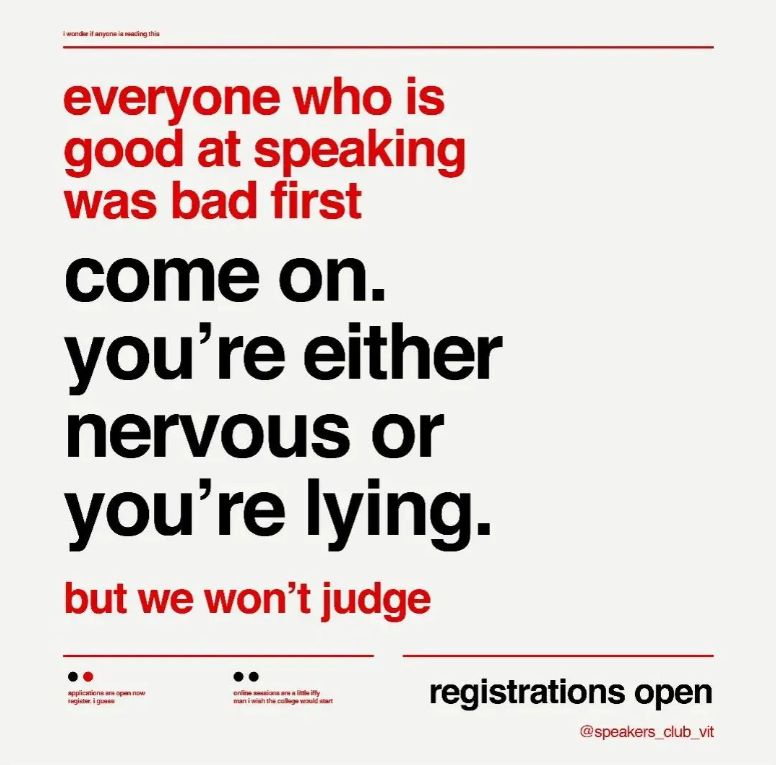 i wonder if anyone is reading this
everyone who is
good at speaking
was bad first
come on.
you're either
nervous or
you're lying.
but we won't judge
applications are open now
register. i guess
online sessions are a little iffy
man i wish the college would start
registrations open
@speakers_club_vit